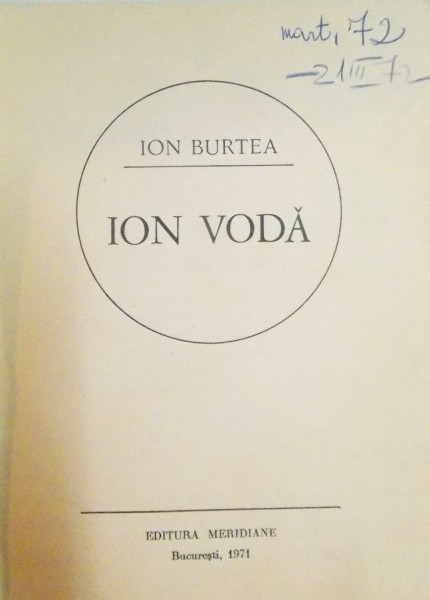 mart, 72
21 III 72
ION BURTEA
ION VODĂ
EDITURA MERIDIANE
București, 1971